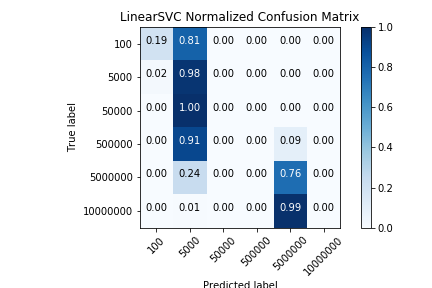 LinearSVC Normalized Confusion Matrix
100 0.19 0.81 0.00 0.00 0.00 0.00
5000 0.02 0.98 0.00 0.00 0.00 0.00
50000 0.00 1.00 0.00 0.00 0.00 0.00
500000 0.00 0.91 0.00 0.00 0.09 0.00
5000000 0.00 0.24 0.00 0.00 0.76 0.00
10000000 0.00 0.01 0.00 0.00 0.99 0.00
True label
100 5000 50000 500000 5000000 10000000
Predicted label
1.0
0.8
0.6
0.4
0.2
0.0